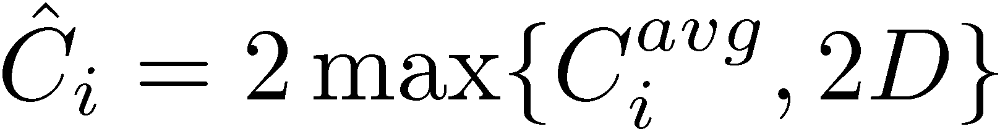 \hat{C}_i = 2 \max\{C_i^{avg}, 2D\}